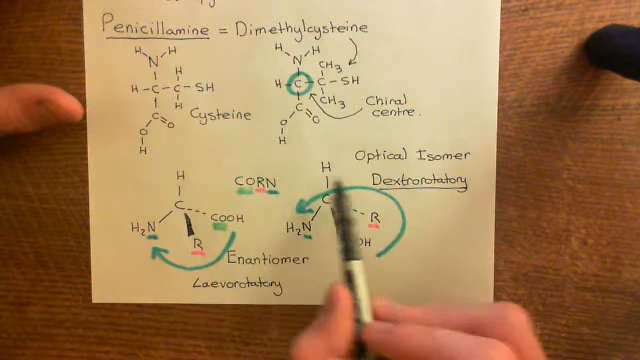 Penicillamine = Dimethylcysteine
H H
N
H
H-C-C-SH
H
C
O O
H
Cysteine
H H
N
CH3
H-C-C-SH
CH3
C
O O
H
Chiral
centre.
Optical Isomer
Dextrorotatory
H
C
COOH
H2N
R
CORN
Enantiomer
Laevorotatory
H
C
R
H2N
OH